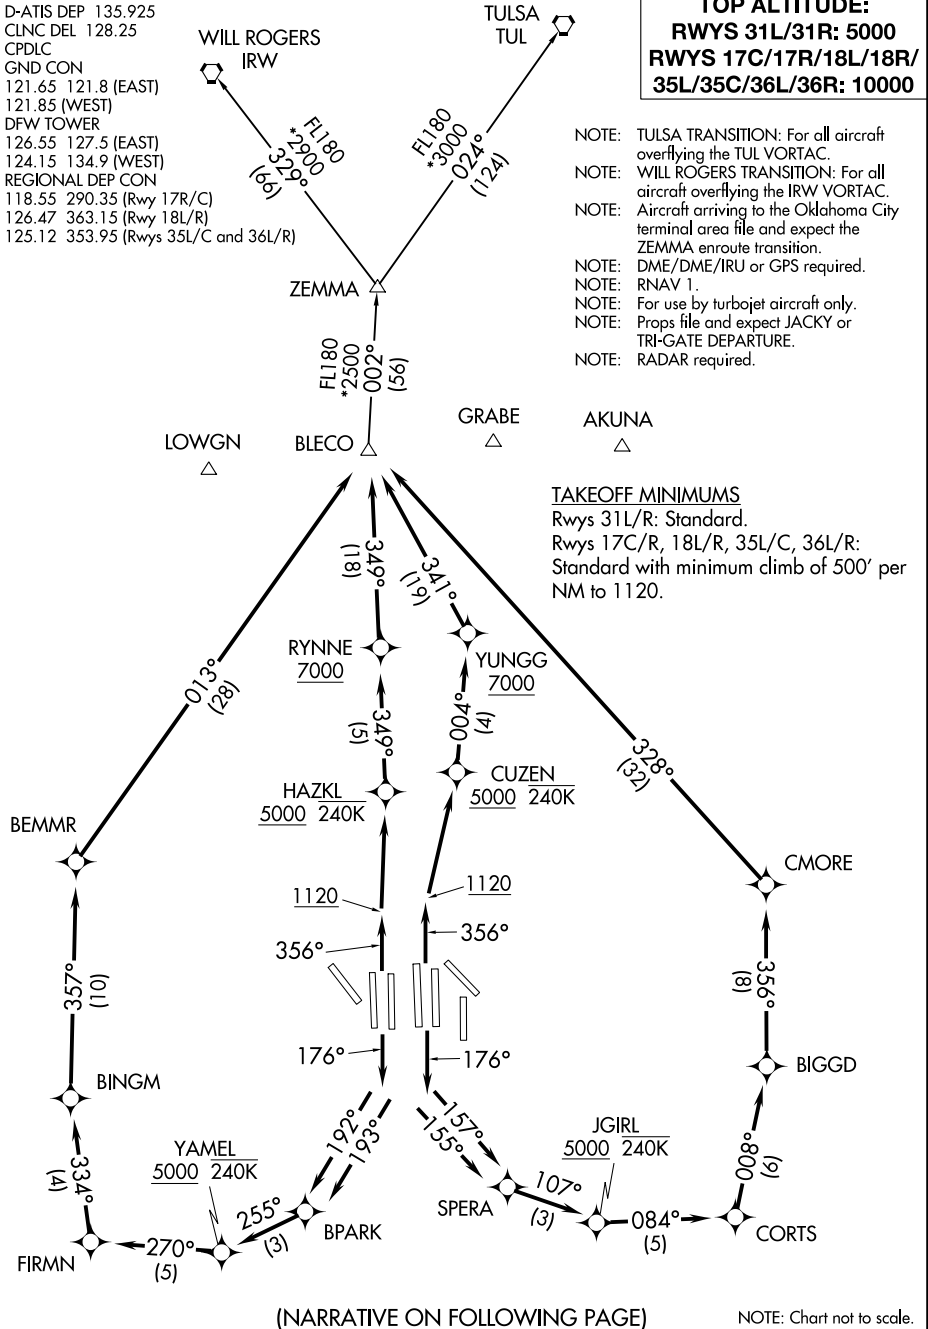 D-ATIS DEP 135.925
CLNC DEL 128.25
CPDLC
GND CON
121.65 121.8 (EAST)
121.85 (WEST)
DFW TOWER
126.55 127.5 (EAST)
124.15 134.9 (WEST)
REGIONAL DEP CON
118.55 290.35 (Rwy 17R/C)
126.47 363.15 (Rwy 18L/R)
125.12 353.95 (Rwys 35L/C and 36L/R)
WILL ROGERS
IRW
TULSA
TUL
TOP ALTITUDE:
RWYS 31L/31R: 5000
RWYS 17C/17R/18L/18R/
35L/35C/36L/36R: 10000
FL180
*2900
329°
(66)
FL180
*3000
024°
(124)
NOTE: TULSA TRANSITION: For all aircraft
overflying the TUL VORTAC.
NOTE: WILL ROGERS TRANSITION: For all
aircraft overflying the IRW VORTAC.
NOTE: Aircraft arriving to the Oklahoma City
terminal area file and expect the
ZEMMA enroute transition.
NOTE: DME/DME/IRU or GPS required.
NOTE: RNAV 1.
NOTE: For use by turbojet aircraft only.
NOTE: Props file and expect JACKY or
TRI-GATE DEPARTURE.
NOTE: RADAR required.
ZEMMA
FL180
*2500
002°
(56)
LOWGN
BLECO
GRABE
AKUNA
TAKEOFF MINIMUMS
Rwys 31L/R: Standard.
Rwys 17C/R, 18L/R, 35L/C, 36L/R:
Standard with minimum climb of 500' per
NM to 1120.
349°
(18)
341°
(19)
RYNNE
7000
YUNGG
7000
013°
(28)
349°
(5)
004°
(4)
328°
(32)
HAZKL
5000 240K
CUZEN
5000 240K
BEMMR
CMORE
1120
1120
356°
356°
357°
(10)
356°
(8)
176°
176°
BINGM
BIGGD
192°
193°
157°
155°
YAMEL
5000 240K
JGIRL
5000 240K
334°
(4)
008°
(9)
255°
(3)
BPARK
SPERA
107°
(3)
084°
(5)
CORTS
FIRMN
270°
(5)
(NARRATIVE ON FOLLOWING PAGE)
NOTE: Chart not to scale.